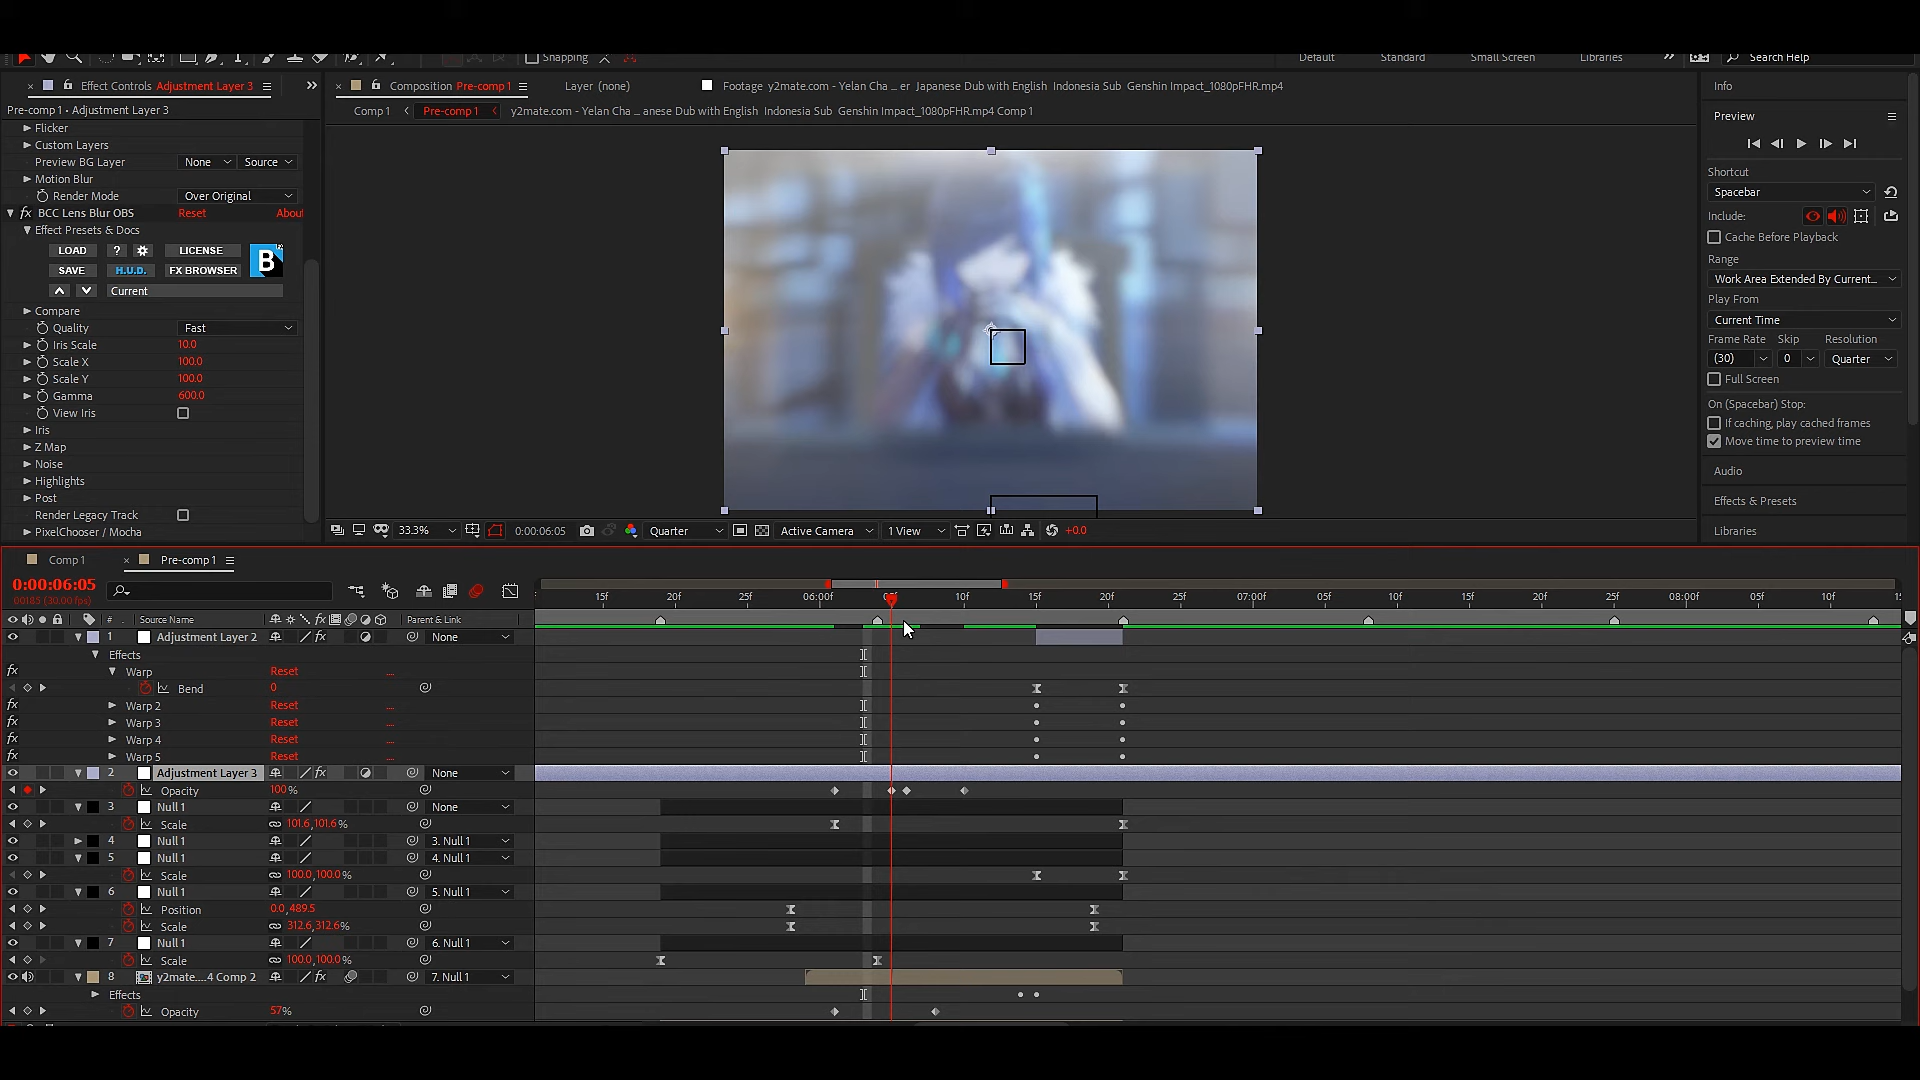 Snapping
Default
Standard
Small Screen
Libraries
Search Help
Effect Controls Adjustment Layer 3
Composition Pre-comp 1
Layer (none)
Footage y2mate.com - Yelan Cha ... er Japanese Dub with English Indonesia Sub Genshin Impact_1080pFHR.mp4
Info
Pre-comp 1 • Adjustment Layer 3
Comp 1
Pre-comp 1
y2mate.com - Yelan Cha ... anese Dub with English Indonesia Sub Genshin Impact_1080pFHR.mp4 Comp 1
Preview
Flicker
Custom Layers
Preview BG Layer None Source
Motion Blur
Render Mode Over Original
BCC Lens Blur OBS Reset Abou
Effect Presets & Docs
LOAD ? LICENSE
SAVE H.U.D. FX BROWSER
B
Current
Compare
Quality Fast
Iris Scale 10.0
Scale X 100.0
Scale Y 100.0
Gamma 600.0
View Iris
Iris
Z Map
Noise
Highlights
Post
Render Legacy Track
PixelChooser / Mocha
Shortcut
Spacebar
Include:
Cache Before Playback
Range
Work Area Extended By Current...
Play From
Current Time
Frame Rate Skip Resolution
(30) 0 Quarter
Full Screen
On (Spacebar) Stop:
If caching, play cached frames
Move time to preview time
Audio
Effects & Presets
Libraries
33.3% 0:00:06:05 Quarter Active Camera 1 View +0.0
Comp 1
Pre-comp 1
0:00:06:05
00185 (30.00 fps)
15f 20f 25f 06:00f 10f 15f 20f 25f 07:00f 05f 10f 15f 20f 25f 08:00f 05f 10f
# Source Name Parent & Link
1 Adjustment Layer 2 None
Effects
Warp Reset ...
Bend 0
Warp 2 Reset ...
Warp 3 Reset ...
Warp 4 Reset ...
Warp 5 Reset ...
2 Adjustment Layer 3 None
Opacity 100%
3 Null 1 None
Scale 101.6,101.6%
4 Null 1 3. Null 1
5 Null 1 4. Null 1
Scale 100.0,100.0%
6 Null 1 5. Null 1
Position 0.0,489.5
Scale 312.6,312.6%
7 Null 1 6. Null 1
Scale 100.0,100.0%
8 y2mate....4 Comp 2 7. Null 1
Effects
Opacity 57%